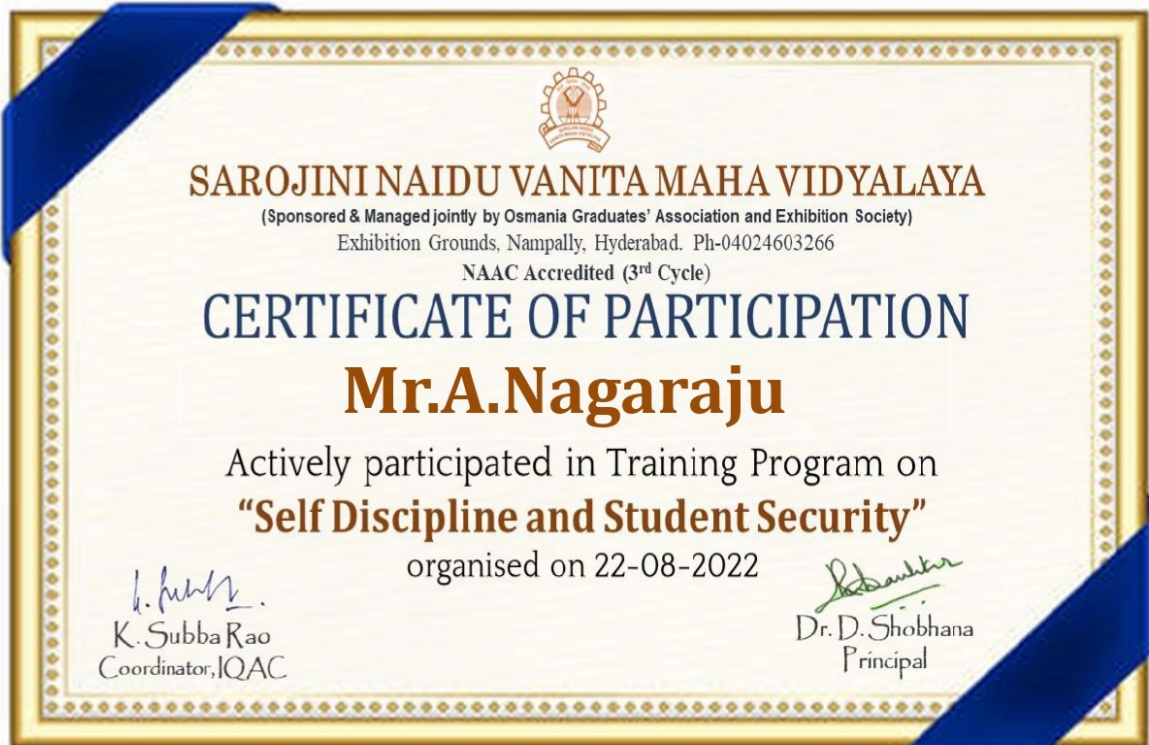 SAROJINI NAIDU VANITA MAHA VIDYALAYA
(Sponsored & Managed jointly by Osmania Graduates' Association and Exhibition Society)
Exhibition Grounds, Nampally, Hyderabad. Ph-04024603266
NAAC Accredited (3rd Cycle)
CERTIFICATE OF PARTICIPATION
Mr.A.Nagaraju
Actively participated in Training Program on
“Self Discipline and Student Security”
organised on 22-08-2022
K. Subba Rao
Coordinator, IQAC
Dr. D. Shobhana
Principal